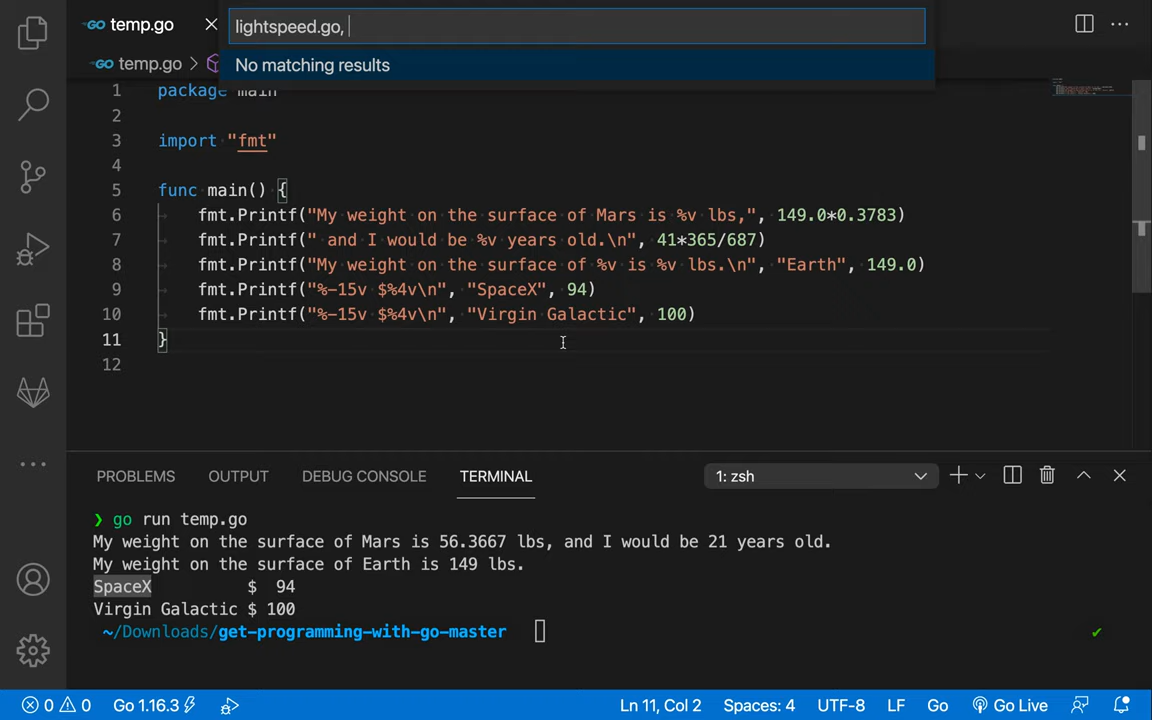 temp.go
lightspeed.go,
temp.go >
No matching results
1 package main
2
3 import "fmt"
4
5 func main() {
6 fmt.Printf("My weight on the surface of Mars is %v lbs,", 149.0*0.3783)
7 fmt.Printf(" and I would be %v years old.\n", 41*365/687)
8 fmt.Printf("My weight on the surface of %v is %v lbs.\n", "Earth", 149.0)
9 fmt.Printf("%-15v $%4v\n", "SpaceX", 94)
10 fmt.Printf("%-15v $%4v\n", "Virgin Galactic", 100)
11 }
12
PROBLEMS OUTPUT DEBUG CONSOLE TERMINAL 1: zsh
❯ go run temp.go
My weight on the surface of Mars is 56.3667 lbs, and I would be 21 years old.
My weight on the surface of Earth is 149 lbs.
SpaceX          $  94
Virgin Galactic $ 100
~/Downloads/get-programming-with-go-master
0 0 Go 1.16.3 Ln 11, Col 2 Spaces: 4 UTF-8 LF Go Go Live